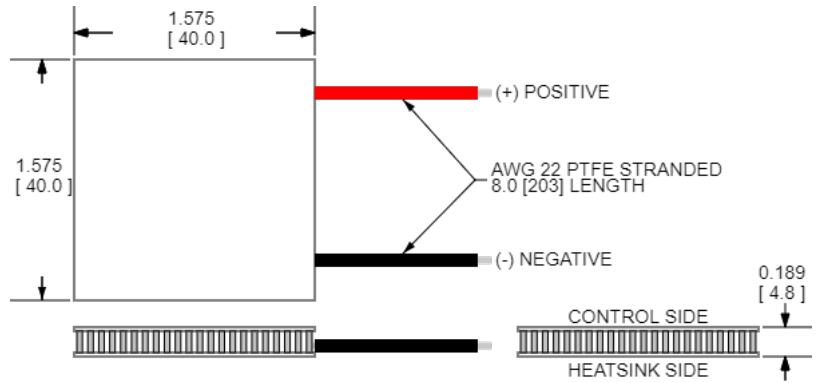 1.575
[ 40.0 ]
(+) POSITIVE
1.575
[ 40.0 ]
AWG 22 PTFE STRANDED
8.0 [203] LENGTH
(-) NEGATIVE
0.189
[ 4.8 ]
CONTROL SIDE
HEATSINK SIDE